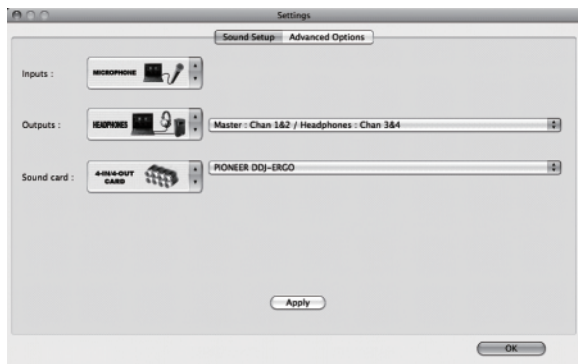 Settings
Sound Setup Advanced Options
Inputs : MICROPHONE
Outputs : HEADPHONES Master : Chan 1&2 / Headphones : Chan 3&4
Sound card : 4-IN/4-OUT CARD PIONEER DDJ-ERGO
Apply
OK